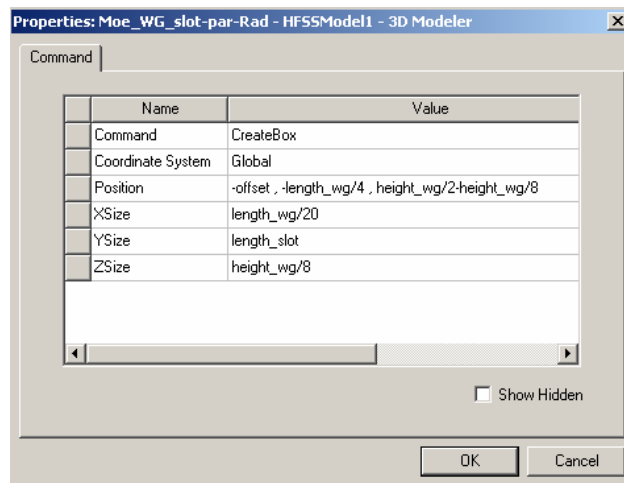 Properties: Moe_WG_slot-par-Rad - HFSSModel1 - 3D Modeler
Command
Name Value
Command CreateBox
Coordinate System Global
Position -offset , -length_wg/4 , height_wg/2-height_wg/8
XSize length_wg/20
YSize length_slot
ZSize height_wg/8
Show Hidden
OK Cancel